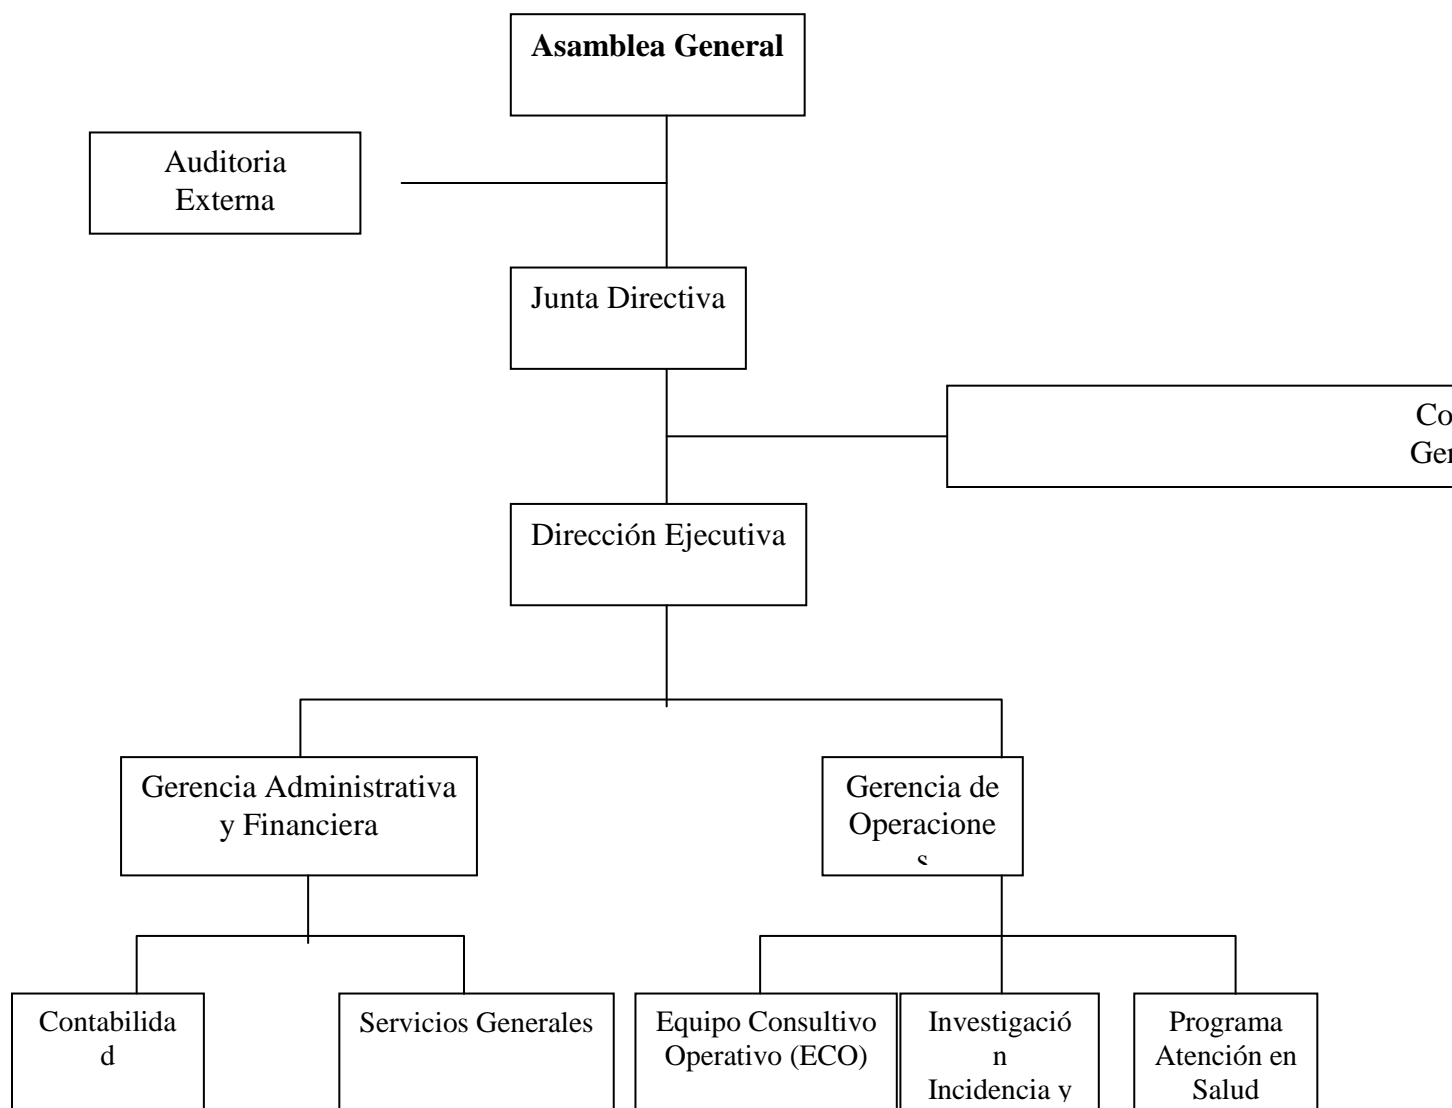 Asamblea General
Auditoria
Externa
Junta Directiva
Co
Ger
Dirección Ejecutiva
Gerencia Administrativa
y Financiera
Gerencia de
Operacione
s
Contabilida
d
Servicios Generales
Equipo Consultivo
Operativo (ECO)
Investigació
n
Incidencia y
Programa
Atención en
Salud